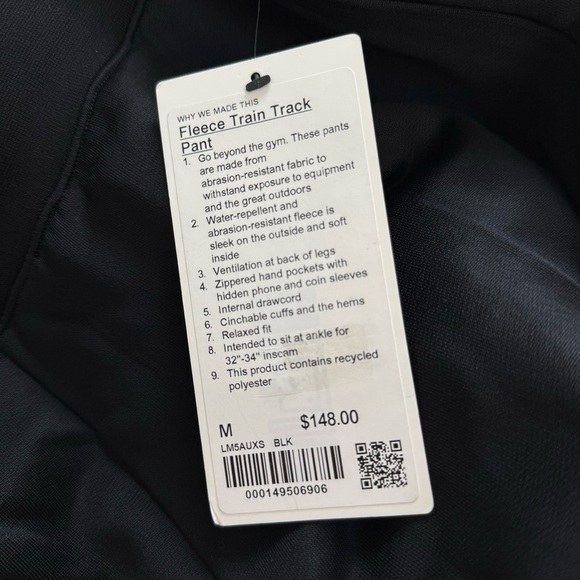 WHY WE MADE THIS
Fleece Train Track
Pant
1. Go beyond the gym. These pants
are made from
abrasion-resistant fabric to
withstand exposure to equipment
and the great outdoors
2. Water-repellent and
abrasion-resistant fleece is
sleek on the outside and soft
inside
3. Ventilation at back of legs
4. Zippered hand pockets with
hidden phone and coin sleeves
5. Internal drawcord
6. Cinchable cuffs and the hems
7. Relaxed fit
8. Intended to sit at ankle for
32"-34" inseam
9. This product contains recycled
polyester
M $148.00
LM5AUXS BLK
000149506906